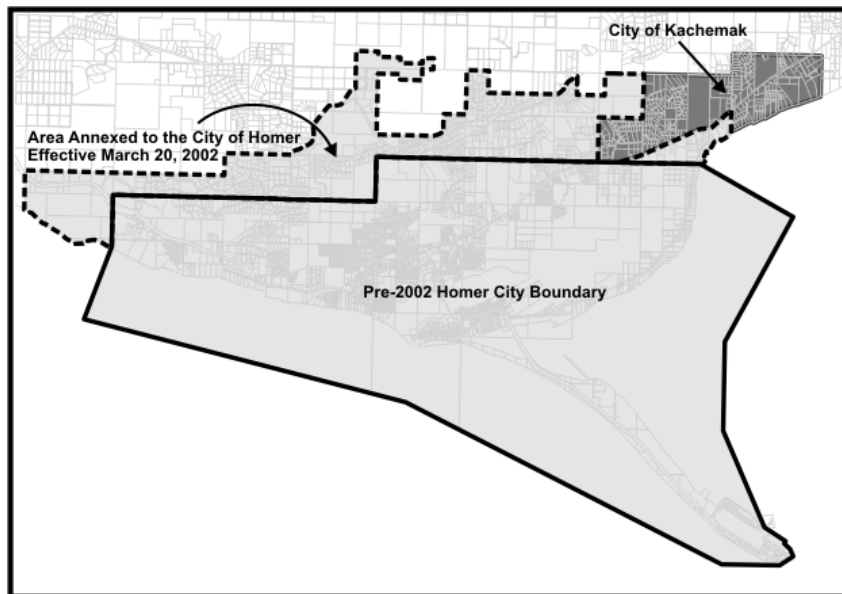 City of Kachemak
Area Annexed to the City of Homer
Effective March 20, 2002
Pre-2002 Homer City Boundary